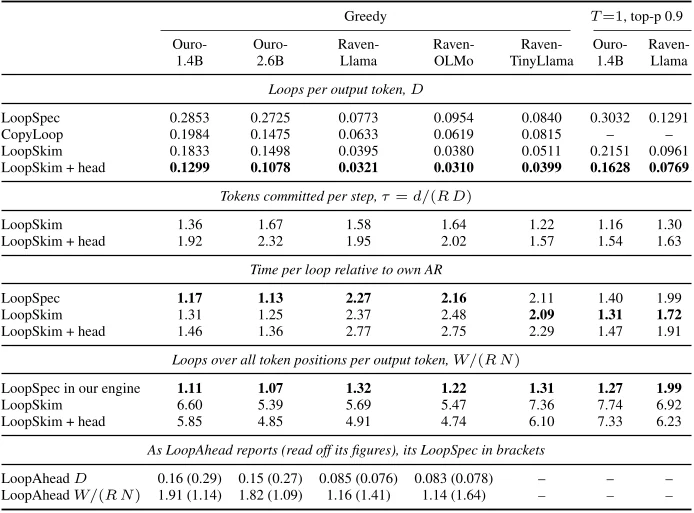 Greedy T=1, top-p 0.9
Ouro- Ouro- Raven- Raven- Raven- Ouro- Raven-
1.4B 2.6B Llama OLMo TinyLlama 1.4B Llama
Loops per output token, D
LoopSpec 0.2853 0.2725 0.0773 0.0954 0.0840 0.3032 0.1291
CopyLoop 0.1984 0.1475 0.0633 0.0619 0.0815 – –
LoopSkim 0.1833 0.1498 0.0395 0.0380 0.0511 0.2151 0.0961
LoopSkim + head 0.1299 0.1078 0.0321 0.0310 0.0399 0.1628 0.0769
Tokens committed per step, τ = d/(R D)
LoopSkim 1.36 1.67 1.58 1.64 1.22 1.16 1.30
LoopSkim + head 1.92 2.32 1.95 2.02 1.57 1.54 1.63
Time per loop relative to own AR
LoopSpec 1.17 1.13 2.27 2.16 2.11 1.40 1.99
LoopSkim 1.31 1.25 2.37 2.48 2.09 1.31 1.72
LoopSkim + head 1.46 1.36 2.77 2.75 2.29 1.47 1.91
Loops over all token positions per output token, W/(R N)
LoopSpec in our engine 1.11 1.07 1.32 1.22 1.31 1.27 1.99
LoopSkim 6.60 5.39 5.69 5.47 7.36 7.74 6.92
LoopSkim + head 5.85 4.85 4.91 4.74 6.10 7.33 6.23
As LoopAhead reports (read off its figures), its LoopSpec in brackets
LoopAhead D 0.16 (0.29) 0.15 (0.27) 0.085 (0.076) 0.083 (0.078) – – –
LoopAhead W/(R N) 1.91 (1.14) 1.82 (1.09) 1.16 (1.41) 1.14 (1.64) – – –